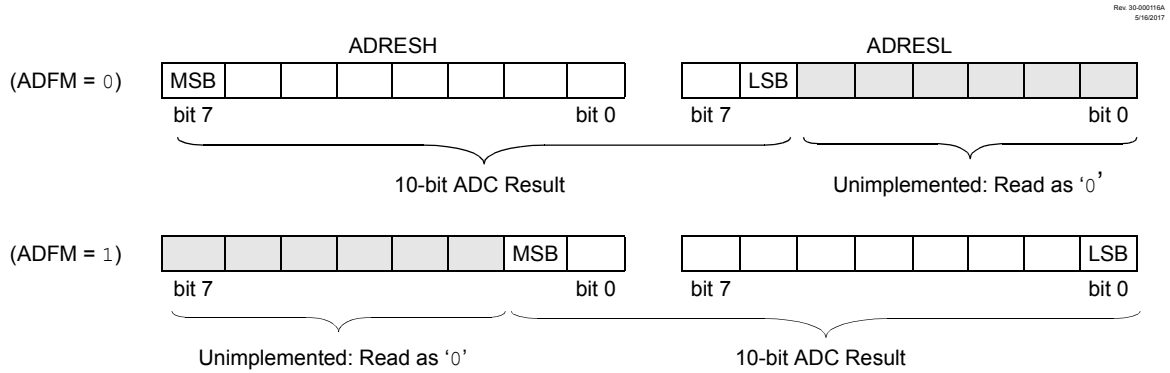 Rev. 30-000116A
5/16/2017
ADRESH ADRESL
(ADFM = 0) MSB LSB
bit 7 bit 0 bit 7 bit 0
10-bit ADC Result Unimplemented: Read as ‘0’
(ADFM = 1) MSB LSB
bit 7 bit 0 bit 7 bit 0
Unimplemented: Read as ‘0’ 10-bit ADC Result